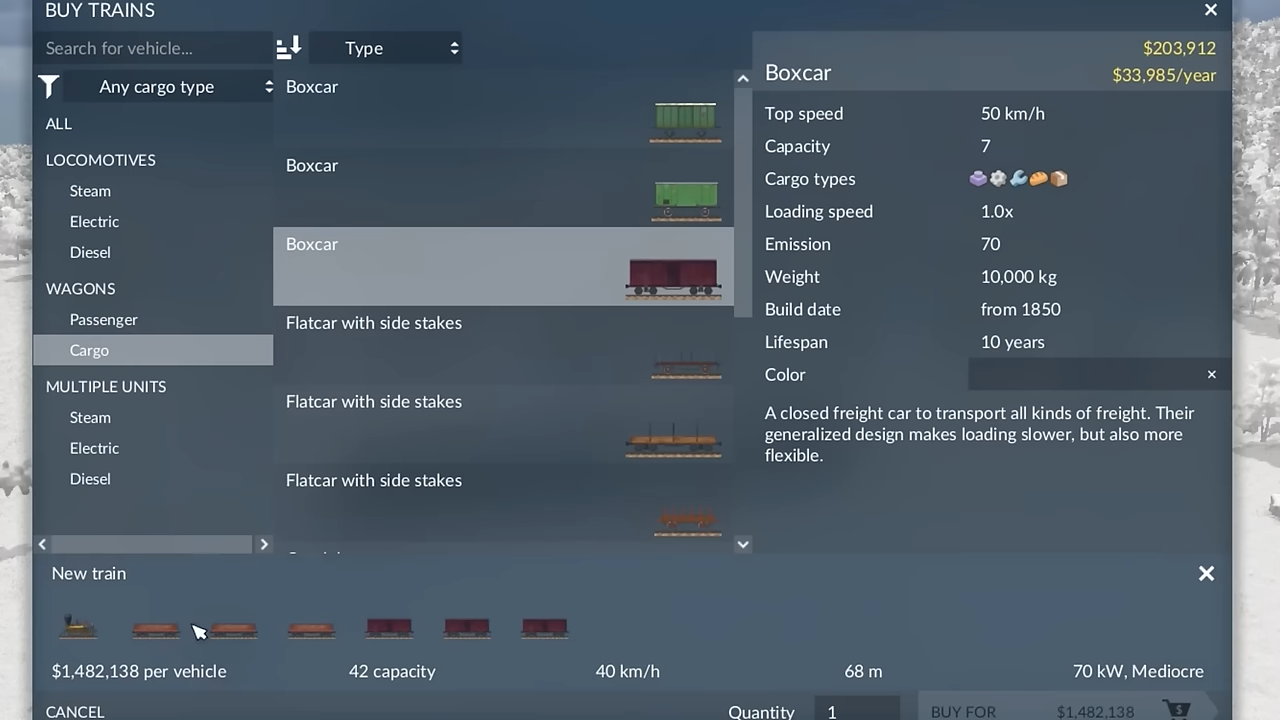 BUY TRAINS
Search for vehicle...
Type
Any cargo type
ALL
LOCOMOTIVES
Steam
Electric
Diesel
WAGONS
Passenger
Cargo
MULTIPLE UNITS
Steam
Electric
Diesel
Boxcar
Boxcar
Boxcar
Flatcar with side stakes
Flatcar with side stakes
Flatcar with side stakes
$203,912
Boxcar
$33,985/year
Top speed 50 km/h
Capacity 7
Cargo types
Loading speed 1.0x
Emission 70
Weight 10,000 kg
Build date from 1850
Lifespan 10 years
Color
A closed freight car to transport all kinds of freight. Their
generalized design makes loading slower, but also more
flexible.
New train
$1,482,138 per vehicle 42 capacity 40 km/h 68 m 70 kW, Mediocre
CANCEL Quantity 1 BUY FOR $1,482,138